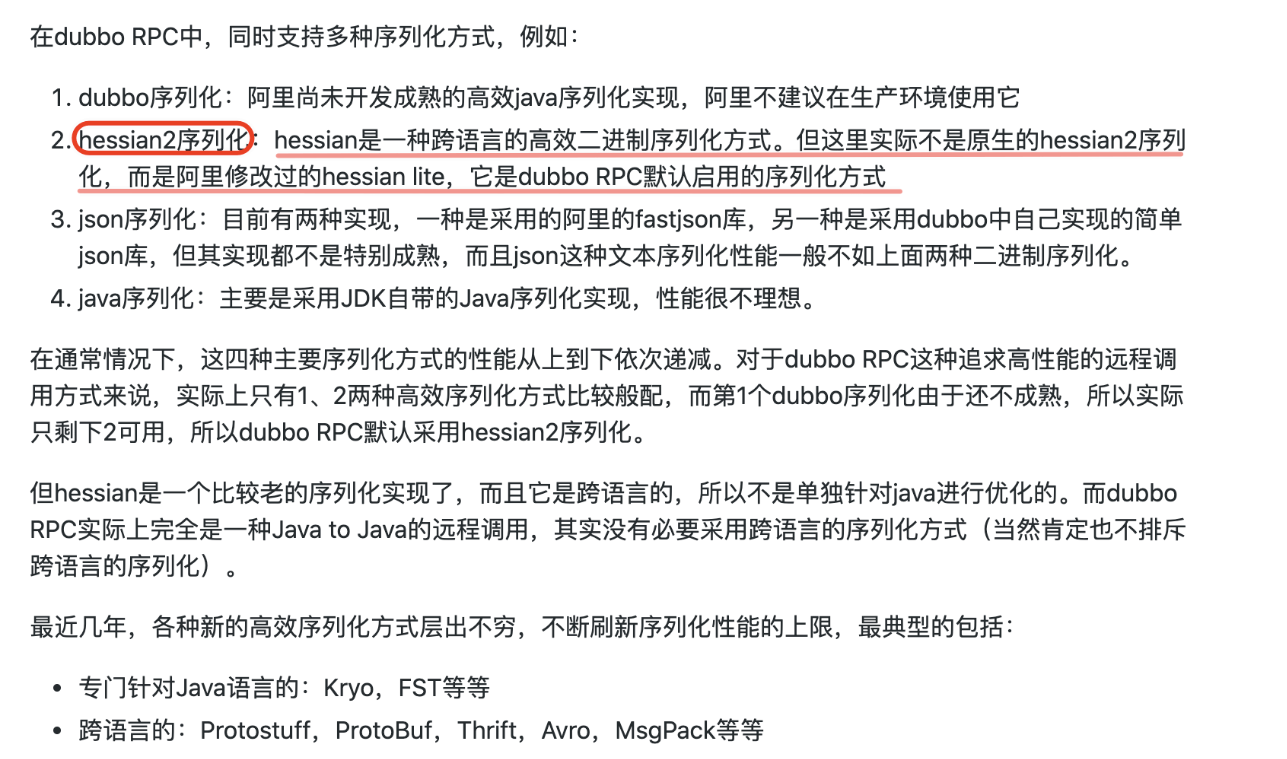 在dubbo RPC中，同时支持多种序列化方式，例如：
1. dubbo序列化：阿里尚未开发成熟的高效java序列化实现，阿里不建议在生产环境使用它
2. hessian2序列化：hessian是一种跨语言的高效二进制序列化方式。但这里实际不是原生的hessian2序列
化，而是阿里修改过的hessian lite，它是dubbo RPC默认启用的序列化方式
3. json序列化：目前有两种实现，一种是采用的阿里的fastjson库，另一种是采用dubbo中自己实现的简单
json库，但其实现都不是特别成熟，而且json这种文本序列化性能一般不如上面两种二进制序列化。
4. java序列化：主要是采用JDK自带的Java序列化实现，性能很不理想。
在通常情况下，这四种主要序列化方式的性能从上到下依次递减。对于dubbo RPC这种追求高性能的远程调
用方式来说，实际上只有1、2两种高效序列化方式比较般配，而第1个dubbo序列化由于还不成熟，所以实际
只剩下2可用，所以dubbo RPC默认采用hessian2序列化。
但hessian是一个比较老的序列化实现了，而且它是跨语言的，所以不是单独针对java进行优化的。而dubbo
RPC实际上完全是一种Java to Java的远程调用，其实没有必要采用跨语言的序列化方式（当然肯定也不排斥
跨语言的序列化）。
最近几年，各种新的高效序列化方式层出不穷，不断刷新序列化性能的上限，最典型的包括：
• 专门针对Java语言的：Kryo，FST等等
• 跨语言的：Protostuff，ProtoBuf，Thrift，Avro，MsgPack等等